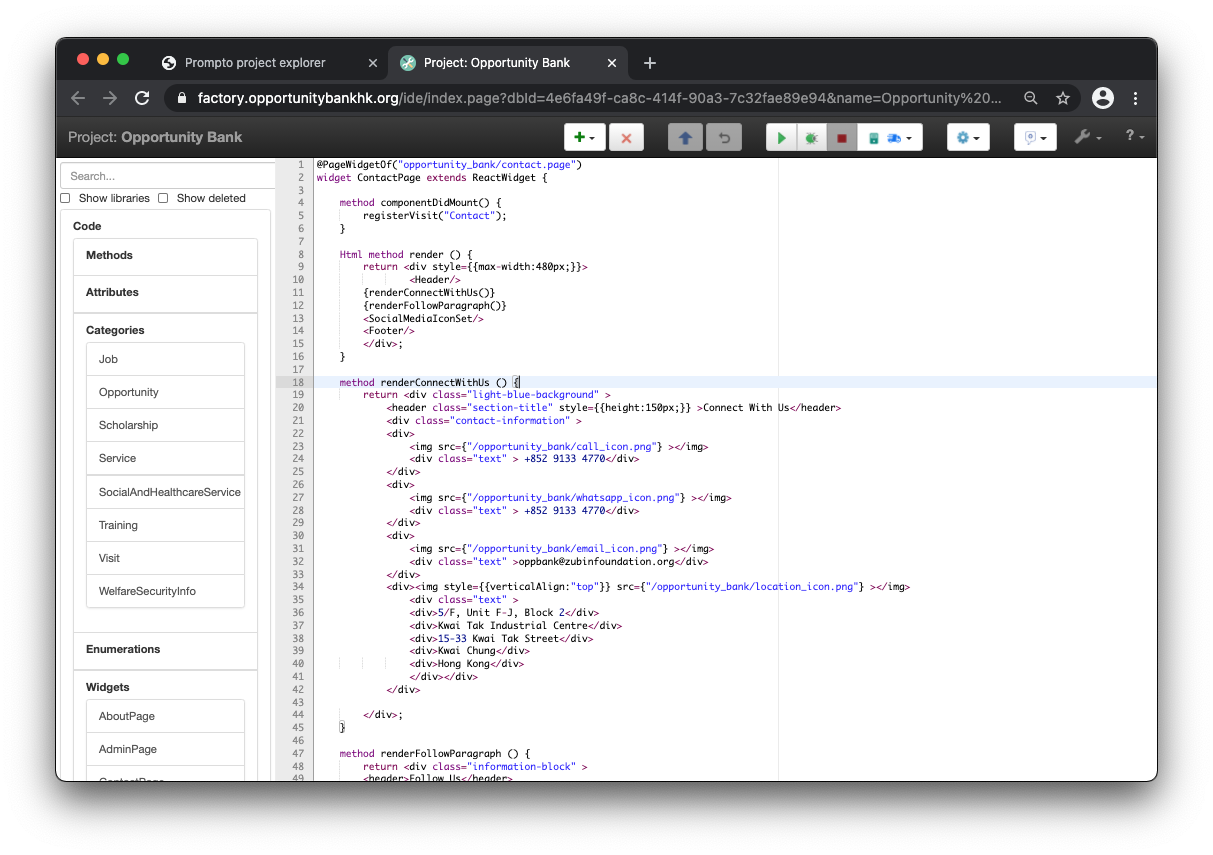 Prompto project explorer
Project: Opportunity Bank
factory.opportunitybankhk.org/ide/index.page?dbId=4e6fa49f-ca8c-414f-90a3-7c32fae89e94&name=Opportunity%20...
Project: Opportunity Bank
Search...
Show libraries
Show deleted
Code
Methods
Attributes
Categories
Job
Opportunity
Scholarship
Service
SocialAndHealthcareService
Training
Visit
WelfareSecurityInfo
Enumerations
Widgets
AboutPage
AdminPage
ContactPage
1 @PageWidgetOf("opportunity_bank/contact.page")
2 widget ContactPage extends ReactWidget {
3
4 method componentDidMount() {
5 registerVisit("Contact");
6 }
7
8 Html method render () {
9 return <div style={{max-width:480px;}}>
10 <Header/>
11 {renderConnectWithUs()}
12 {renderFollowParagraph()}
13 <SocialMediaIconSet/>
14 <Footer/>
15 </div>;
16 }
17
18 method renderConnectWithUs () {
19 return <div class="light-blue-background" >
20 <header class="section-title" style={{height:150px;}} >Connect With Us</header>
21 <div class="contact-information" >
22 <div>
23 <img src={"/opportunity_bank/call_icon.png"} ></img>
24 <div class="text" > +852 9133 4770</div>
25 </div>
26 <div>
27 <img src={"/opportunity_bank/whatsapp_icon.png"} ></img>
28 <div class="text" > +852 9133 4770</div>
29 </div>
30 <div>
31 <img src={"/opportunity_bank/email_icon.png"} ></img>
32 <div class="text" >oppbank@zubinfoundation.org</div>
33 </div>
34 <div><img style={{verticalAlign:"top"}} src={"/opportunity_bank/location_icon.png"} ></img>
35 <div class="text" >
36 <div>5/F, Unit F-J, Block 2</div>
37 <div>Kwai Tak Industrial Centre</div>
38 <div>15-33 Kwai Tak Street</div>
39 <div>Kwai Chung</div>
40 <div>Hong Kong</div>
41 </div></div>
42 </div>
43
44 </div>;
45 }
46
47 method renderFollowParagraph () {
48 return <div class="information-block" >
49 <header>Follow Us</header>